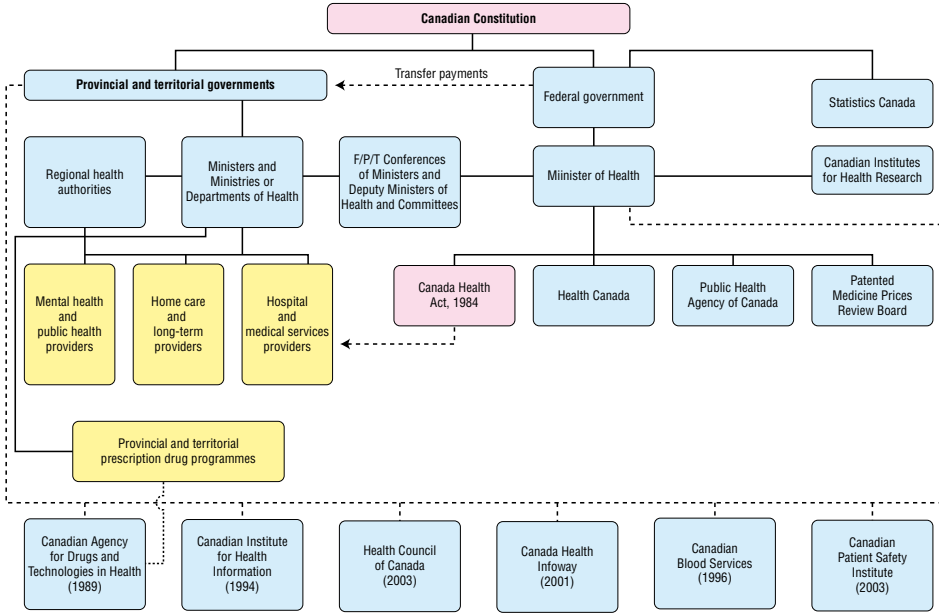 Canadian Constitution
Transfer payments
Provincial and territorial governments
Federal government
Statistics Canada
Regional health
authorities
Ministers and
Ministries or
Departments of Health
F/P/T Conferences
of Ministers and
Deputy Ministers of
Health and Committees
Miinister of Health
Canadian Institutes
for Health Research
Mental health
and
public health
providers
Home care
and
long-term
providers
Hospital
and
medical services
providers
Canada Health
Act, 1984
Health Canada
Public Health
Agency of Canada
Patented
Medicine Prices
Review Board
Provincial and territorial
prescription drug programmes
Canadian Agency
for Drugs and
Technologies in Health
(1989)
Canadian Institute
for Health
Information
(1994)
Health Council
of Canada
(2003)
Canada Health
Infoway
(2001)
Canadian
Blood Services
(1996)
Canadian
Patient Safety
Institute
(2003)